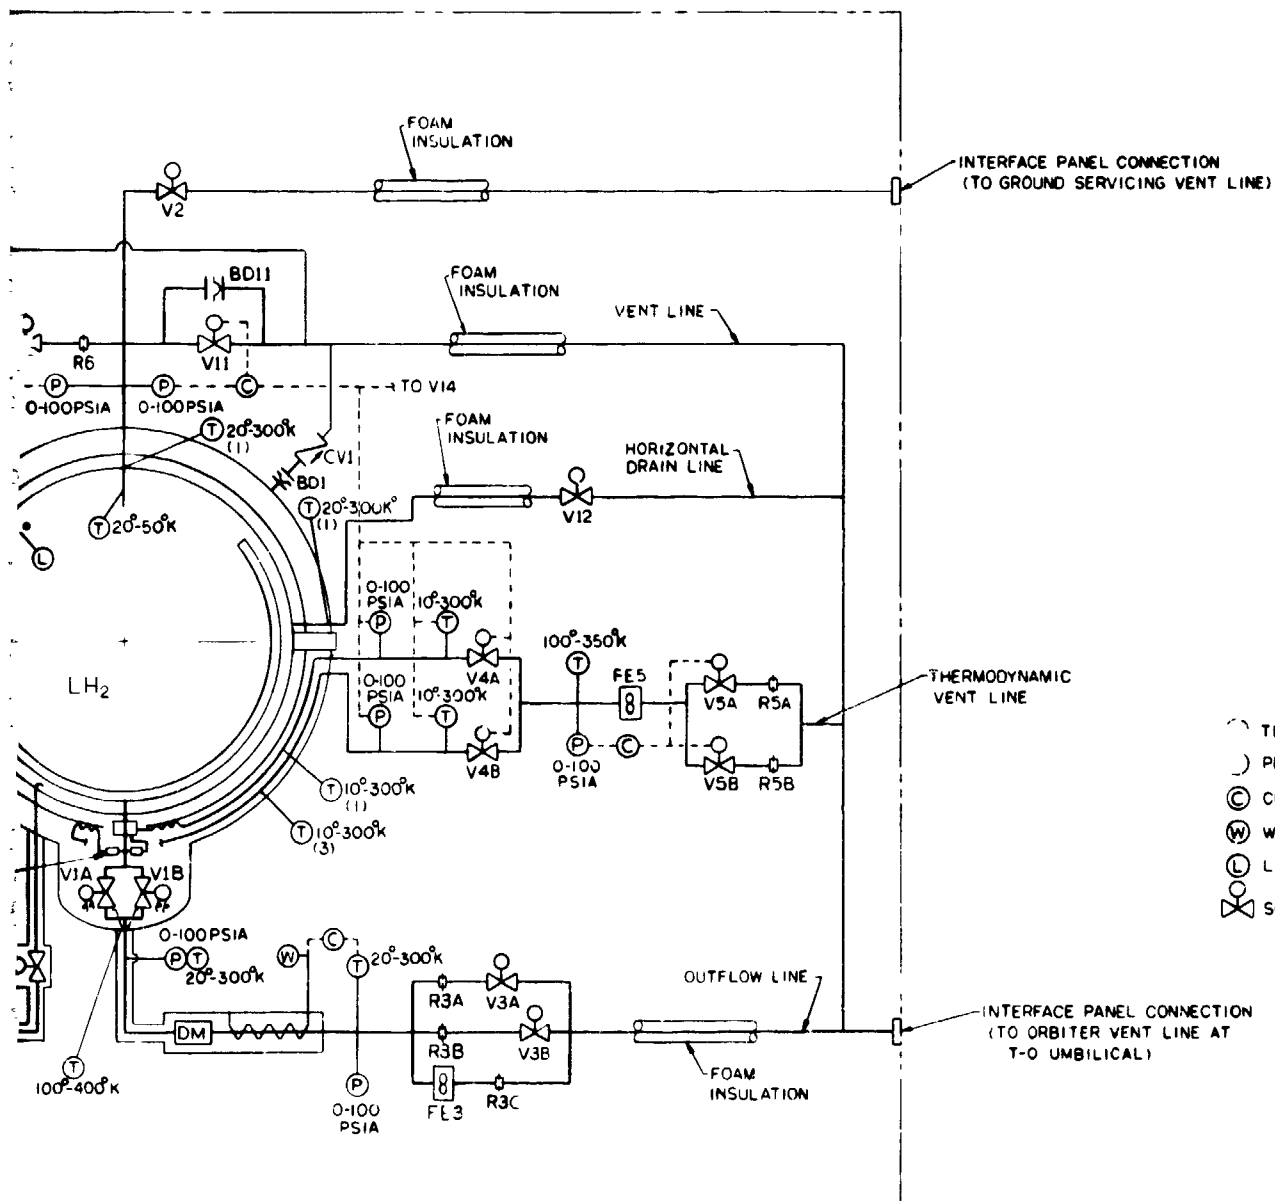 FOAM
INSULATION
INTERFACE PANEL CONNECTION
(TO GROUND SERVICING VENT LINE)
V2
BD11
FOAM
INSULATION
VENT LINE
R6
V11
TO V14
0-100PSIA
0-100PSIA
P
P
C
T
20°-300°K
(1)
FOAM
INSULATION
HORIZONTAL
DRAIN LINE
CV1
BD1
T
20°-300K°
(1)
V12
T
20°-50°K
L
0-100
PSIA
10°-300°K
P
T
V4A
100°-350°K
T
FE5
LH2
0-100
PSIA
10°-300°K
P
T
V4B
V5A
R5A
THERMODYNAMIC
VENT LINE
P
C
0-100
PSIA
V5B
R5B
T
10°-300°K
(1)
T
10°-300°K
(3)
C
W
L
V1A
V1B
0-100PSIA
P
T
20°-300°K
W
C
T
20°-300°K
R3A
V3A
OUTFLOW LINE
DM
R3B
V3B
INTERFACE PANEL CONNECTION
(TO ORBITER VENT LINE AT
T-O UMBILICAL)
T
100°-400°K
P
0-100
PSIA
FE3
R3C
FOAM
INSULATION